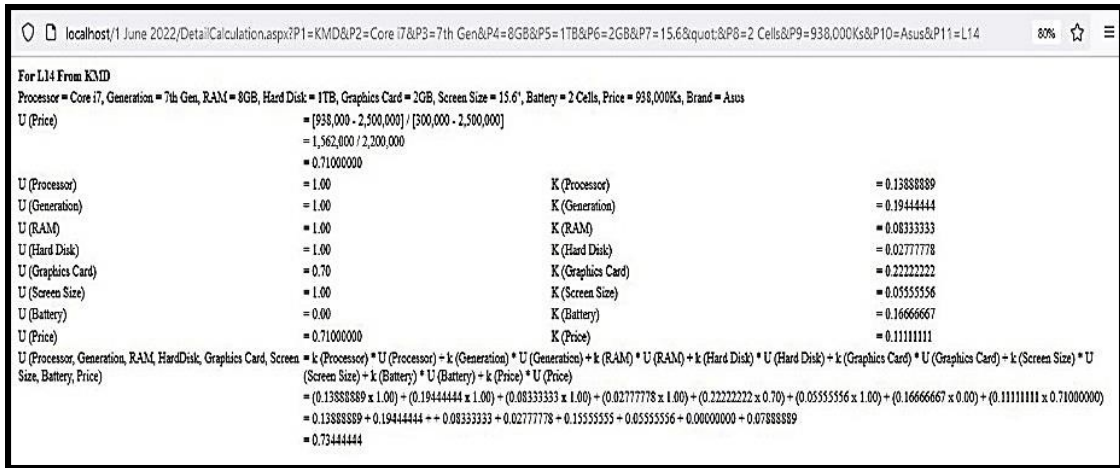 localhost/1 June 2022/DetailCalculation.aspx?P1=KMD&P2=Core i7&P3=7th Gen&P4=8GB&P5=1TB&P6=2GB&P7=15.6&quot;&P8=2 Cells&P9=938,000Ks&P10=Asus&P11=L14 80%
For L14 From KMD
Processor = Core i7, Generation = 7th Gen, RAM = 8GB, Hard Disk = 1TB, Graphics Card = 2GB, Screen Size = 15.6", Battery = 2 Cells, Price = 938,000Ks, Brand = Asus
U (Price) = [938,000 - 2,500,000] / [300,000 - 2,500,000]
= 1,562,000 / 2,200,000
= 0.71000000
U (Processor) = 1.00 K (Processor) = 0.13888889
U (Generation) = 1.00 K (Generation) = 0.19444444
U (RAM) = 1.00 K (RAM) = 0.08333333
U (Hard Disk) = 1.00 K (Hard Disk) = 0.02777778
U (Graphics Card) = 0.70 K (Graphics Card) = 0.22222222
U (Screen Size) = 1.00 K (Screen Size) = 0.05555556
U (Battery) = 0.00 K (Battery) = 0.16666667
U (Price) = 0.71000000 K (Price) = 0.11111111
U (Processor, Generation, RAM, HardDisk, Graphics Card, Screen = k (Processor) * U (Processor) + k (Generation) * U (Generation) + k (RAM) * U (RAM) + k (Hard Disk) * U (Hard Disk) + k (Graphics Card) * U (Graphics Card) + k (Screen Size) * U
Size, Battery, Price) (Screen Size) + k (Battery) * U (Battery) + k (Price) * U (Price)
= (0.13888889 x 1.00) + (0.19444444 x 1.00) + (0.08333333 x 1.00) + (0.02777778 x 1.00) + (0.22222222 x 0.70) + (0.05555556 x 1.00) + (0.16666667 x 0.00) + (0.11111111 x 0.71000000)
= 0.13888889 + 0.19444444 + + 0.08333333 + 0.02777778 + 0.15555555 + 0.05555556 + 0.00000000 + 0.07888889
= 0.73444444